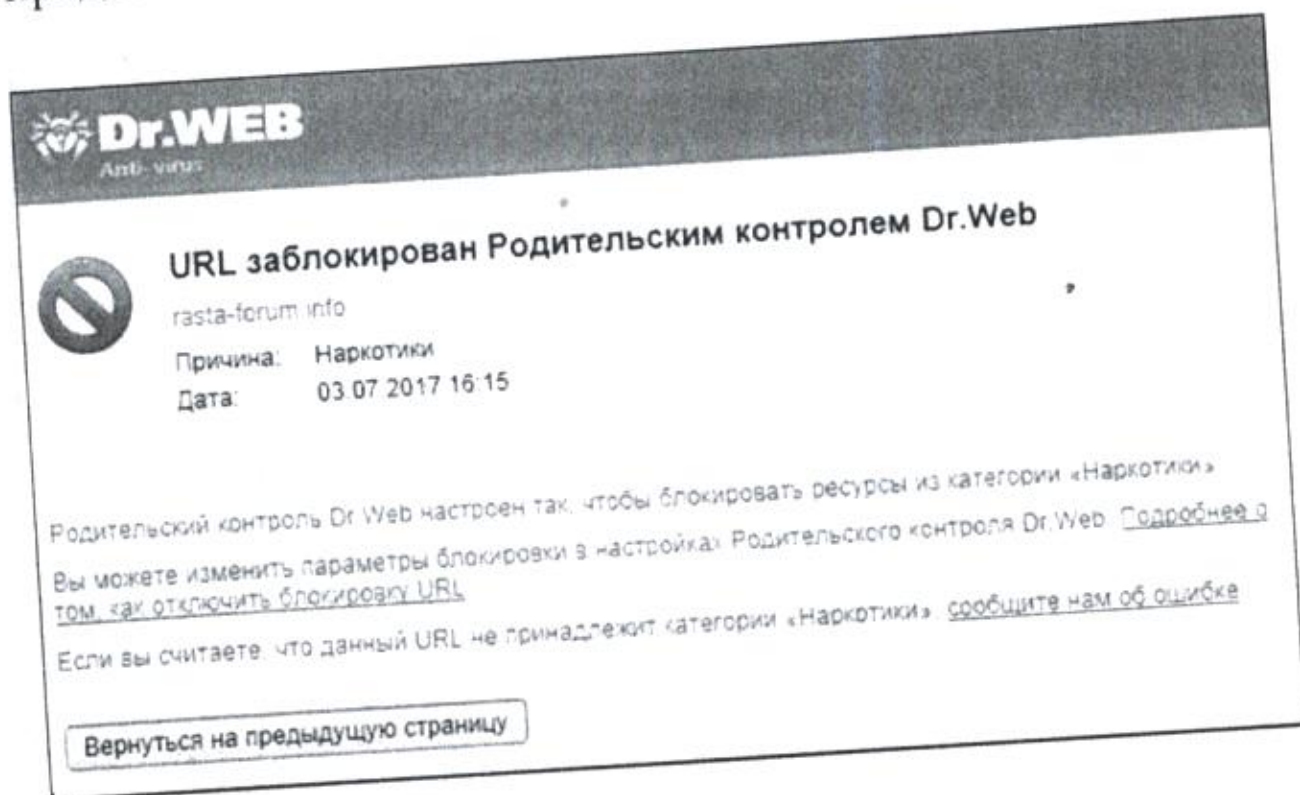 Dr.WEB
Anti-virus
URL заблокирован Родительским контролем Dr.Web
rasta-forum.info
Причина: Наркотики
Дата: 03.07.2017 16:15
Родительский контроль Dr.Web настроен так, чтобы блокировать ресурсы из категории «Наркотики»
Вы можете изменить параметры блокировки в настройках Родительского контроля Dr.Web. Подробнее о
том, как отключить блокировку URL
Если вы считаете, что данный URL не принадлежит категории «Наркотики», сообщите нам об ошибке
Вернуться на предыдущую страницу